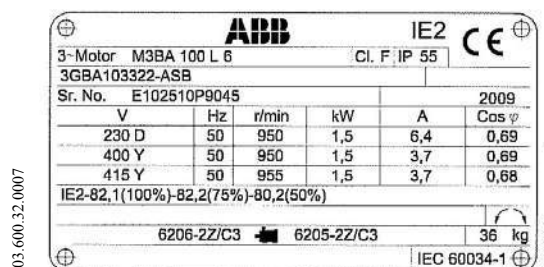 ABB IE2 CE
3~Motor M3BA 100 L 6 Cl. F IP 55
3GBA103322-ASB
Sr. No. E102510P9045 2009
V Hz r/min kW A Cos φ
230 D 50 950 1,5 6,4 0,69
400 Y 50 950 1,5 3,7 0,69
415 Y 50 955 1,5 3,7 0,68
IE2-82,1(100%)-82,2(75%)-80,2(50%)
6206-2Z/C3 6205-2Z/C3 36 kg
IEC 60034-1
03.600.32.0007